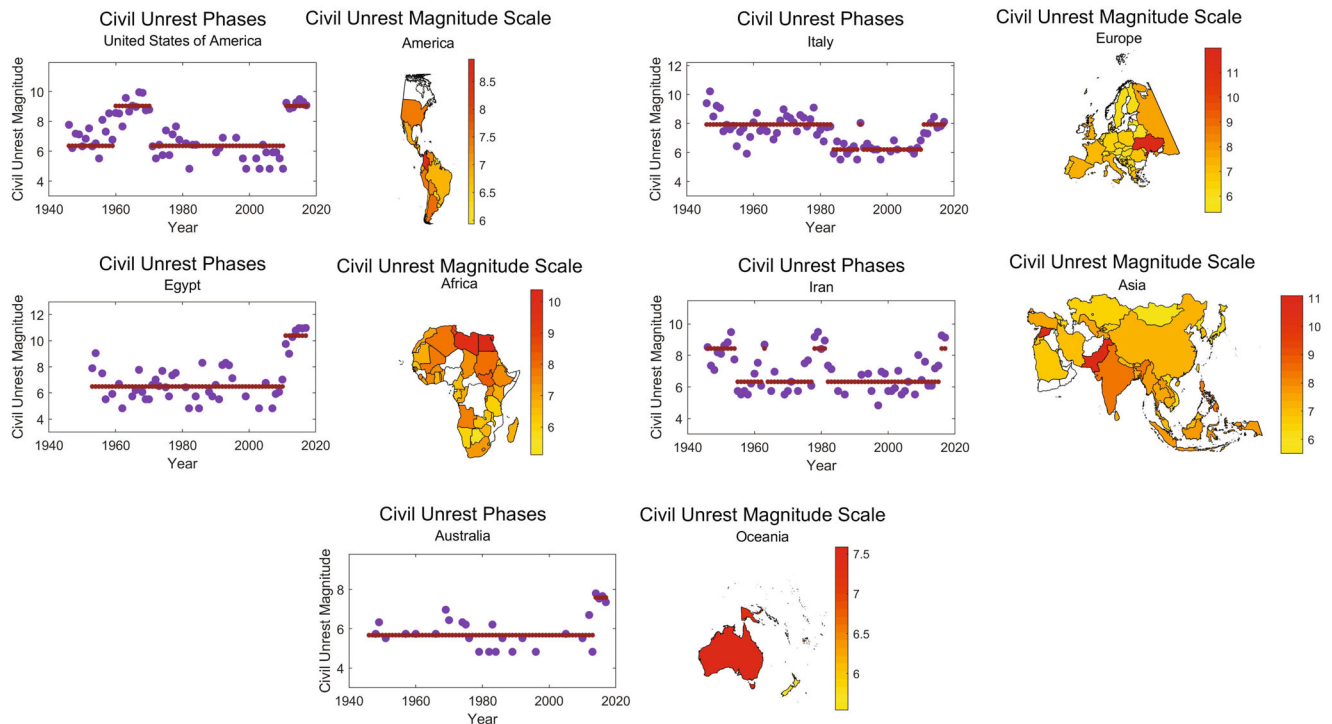 Civil Unrest Phases
United States of America
Civil Unrest Magnitude
10
8
6
4
1940
1960
1980
2000
2020
Year
Civil Unrest Magnitude Scale
America
8.5
8
7.5
7
6.5
6
Civil Unrest Phases
Italy
Civil Unrest Magnitude
12
10
8
6
4
1940
1960
1980
2000
2020
Year
Civil Unrest Magnitude Scale
Europe
11
10
9
8
7
6
Civil Unrest Phases
Egypt
Civil Unrest Magnitude
12
10
8
6
4
1940
1960
1980
2000
2020
Year
Civil Unrest Magnitude Scale
Africa
10
9
8
7
6
Civil Unrest Phases
Iran
Civil Unrest Magnitude
10
8
6
4
1940
1960
1980
2000
2020
Year
Civil Unrest Magnitude Scale
Asia
11
10
9
8
7
6
Civil Unrest Phases
Australia
Civil Unrest Magnitude
8
6
4
1940
1960
1980
2000
2020
Year
Civil Unrest Magnitude Scale
Oceania
7.5
7
6.5
6